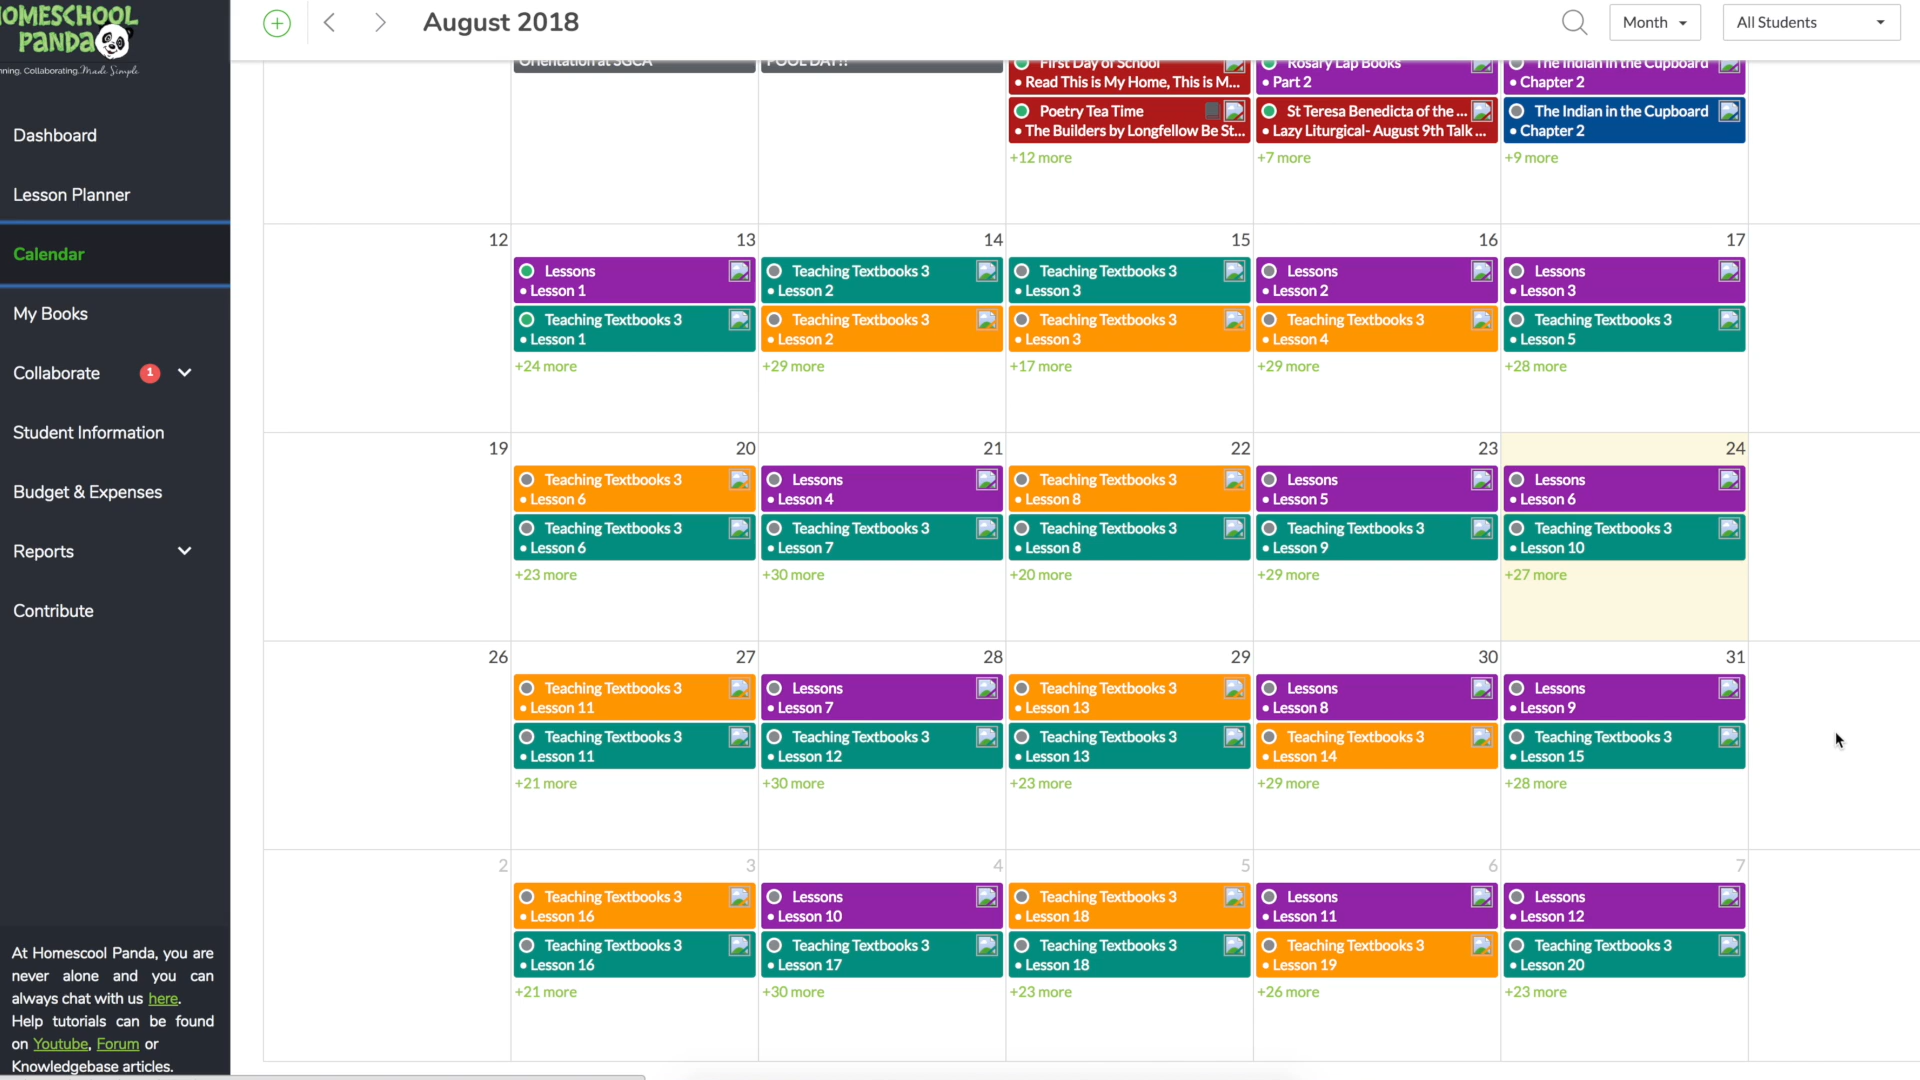 HOMESCHOOL
PANDA
nning. Collaborating. Made Simple
August 2018
Month
All Students
Dashboard
Lesson Planner
Calendar
My Books
Collaborate 1
Student Information
Budget & Expenses
Reports
Contribute
At Homescool Panda, you are
never alone and you can
always chat with us here.
Help tutorials can be found
on Youtube, Forum or
Knowledgebase articles.
Orientation at SGCA
POOL DAY!!
First Day of School
• Read This is My Home, This is M...
Poetry Tea Time
• The Builders by Longfellow Be St...
+12 more
Rosary Lap Books
• Part 2
St Teresa Benedicta of the ...
• Lazy Liturgical- August 9th Talk ...
+7 more
The Indian in the Cupboard
• Chapter 2
The Indian in the Cupboard
• Chapter 2
+9 more
12
13
Lessons
• Lesson 1
Teaching Textbooks 3
• Lesson 1
+24 more
14
Teaching Textbooks 3
• Lesson 2
Teaching Textbooks 3
• Lesson 2
+29 more
15
Teaching Textbooks 3
• Lesson 3
Teaching Textbooks 3
• Lesson 3
+17 more
16
Lessons
• Lesson 2
Teaching Textbooks 3
• Lesson 4
+29 more
17
Lessons
• Lesson 3
Teaching Textbooks 3
• Lesson 5
+28 more
19
20
Teaching Textbooks 3
• Lesson 6
Teaching Textbooks 3
• Lesson 6
+23 more
21
Lessons
• Lesson 4
Teaching Textbooks 3
• Lesson 7
+30 more
22
Teaching Textbooks 3
• Lesson 8
Teaching Textbooks 3
• Lesson 8
+20 more
23
Lessons
• Lesson 5
Teaching Textbooks 3
• Lesson 9
+29 more
24
Lessons
• Lesson 6
Teaching Textbooks 3
• Lesson 10
+27 more
26
27
Teaching Textbooks 3
• Lesson 11
Teaching Textbooks 3
• Lesson 11
+21 more
28
Lessons
• Lesson 7
Teaching Textbooks 3
• Lesson 12
+30 more
29
Teaching Textbooks 3
• Lesson 13
Teaching Textbooks 3
• Lesson 13
+23 more
30
Lessons
• Lesson 8
Teaching Textbooks 3
• Lesson 14
+29 more
31
Lessons
• Lesson 9
Teaching Textbooks 3
• Lesson 15
+28 more
2
3
Teaching Textbooks 3
• Lesson 16
Teaching Textbooks 3
• Lesson 16
+21 more
4
Lessons
• Lesson 10
Teaching Textbooks 3
• Lesson 17
+30 more
5
Teaching Textbooks 3
• Lesson 18
Teaching Textbooks 3
• Lesson 18
+23 more
6
Lessons
• Lesson 11
Teaching Textbooks 3
• Lesson 19
+26 more
7
Lessons
• Lesson 12
Teaching Textbooks 3
• Lesson 20
+23 more